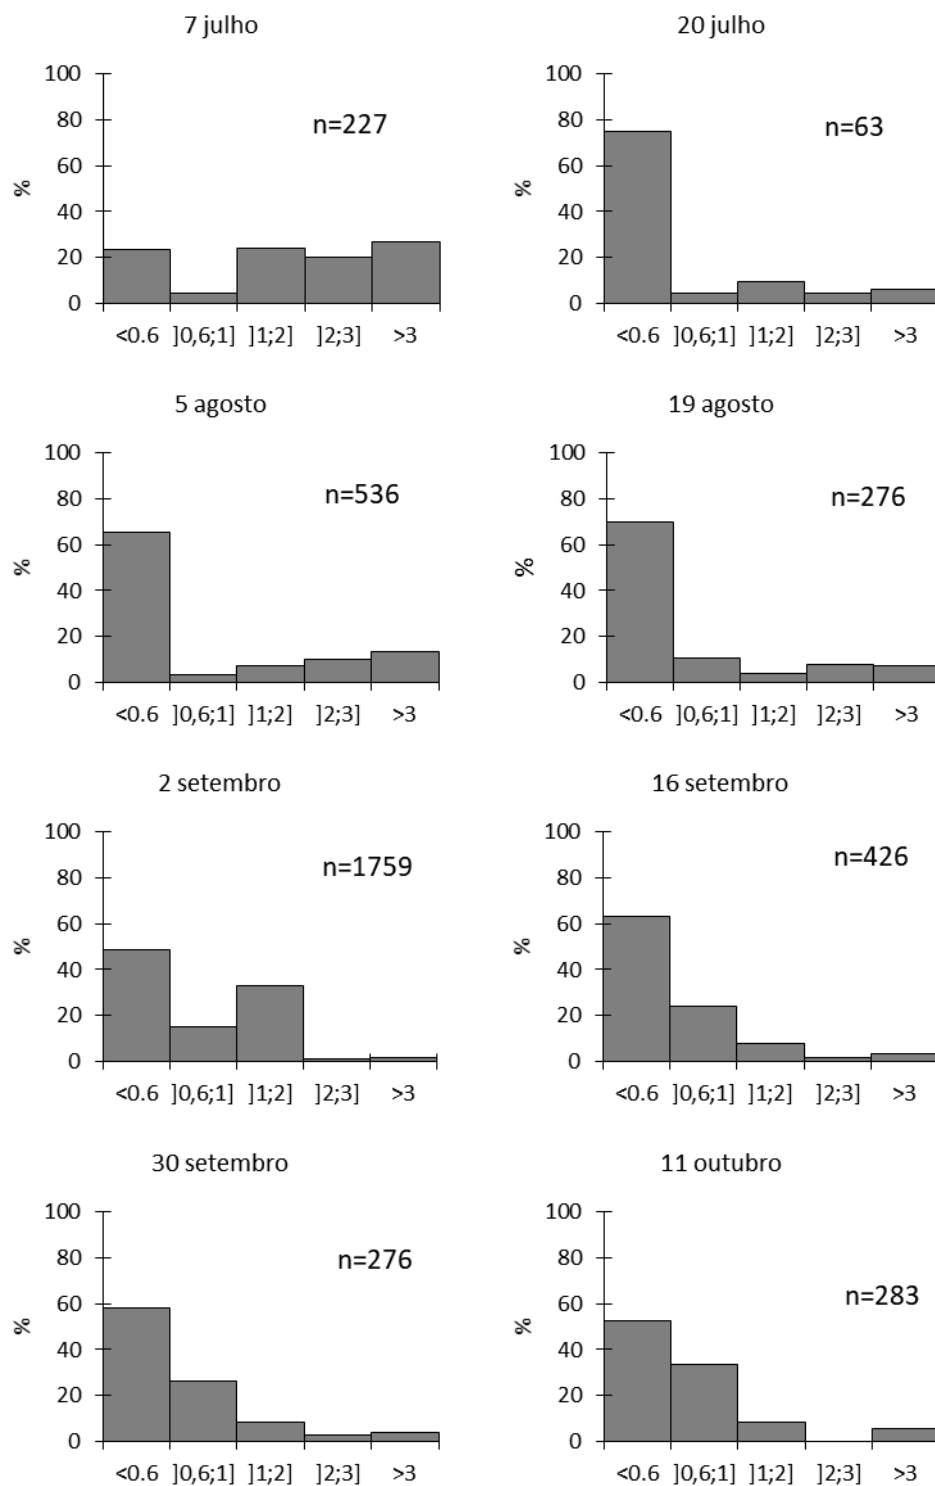 7 julho
n=227
100
80
60
40
20
0
%
<0.6 ]0,6;1] ]1;2] ]2;3] >3
20 julho
n=63
100
80
60
40
20
0
%
<0.6 ]0,6;1] ]1;2] ]2;3] >3
5 agosto
n=536
100
80
60
40
20
0
%
<0.6 ]0,6;1] ]1;2] ]2;3] >3
19 agosto
n=276
100
80
60
40
20
0
%
<0.6 ]0,6;1] ]1;2] ]2;3] >3
2 setembro
n=1759
100
80
60
40
20
0
%
<0.6 ]0,6;1] ]1;2] ]2;3] >3
16 setembro
n=426
100
80
60
40
20
0
%
<0.6 ]0,6;1] ]1;2] ]2;3] >3
30 setembro
n=276
100
80
60
40
20
0
%
<0.6 ]0,6;1] ]1;2] ]2;3] >3
11 outubro
n=283
100
80
60
40
20
0
%
<0.6 ]0,6;1] ]1;2] ]2;3] >3